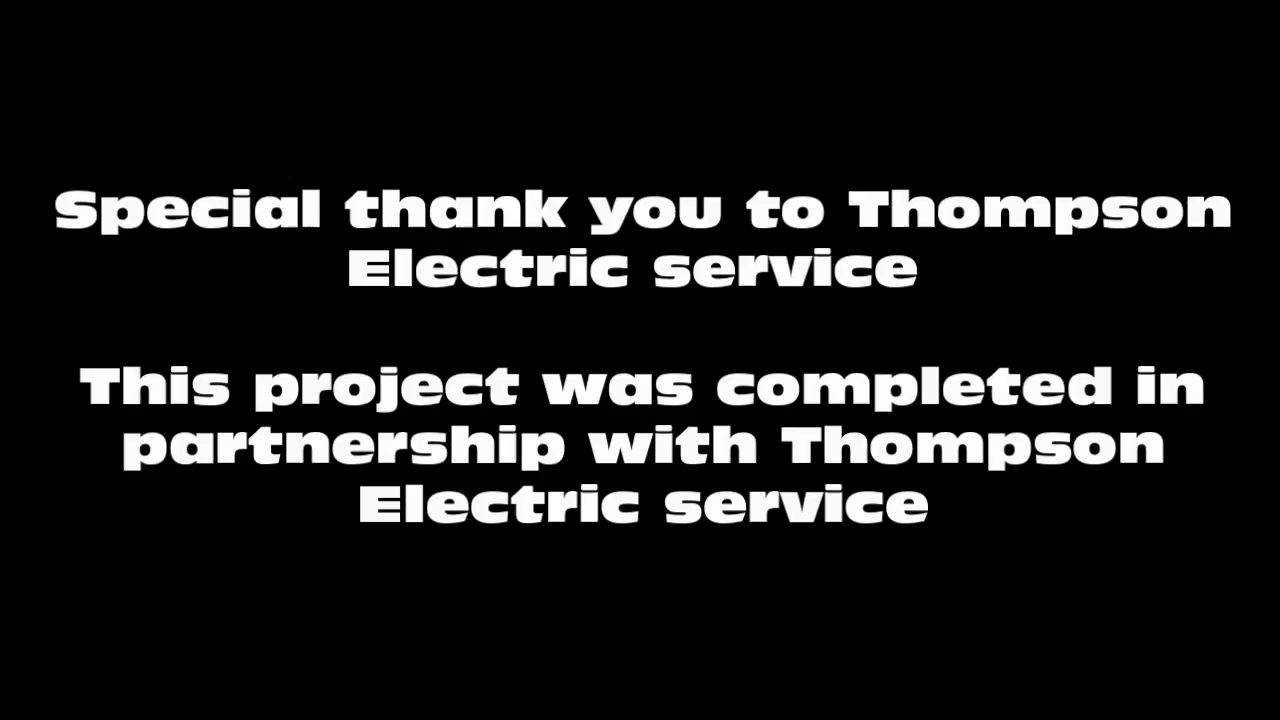 Special thank you to Thompson
Electric service
This project was completed in
partnership with Thompson
Electric service